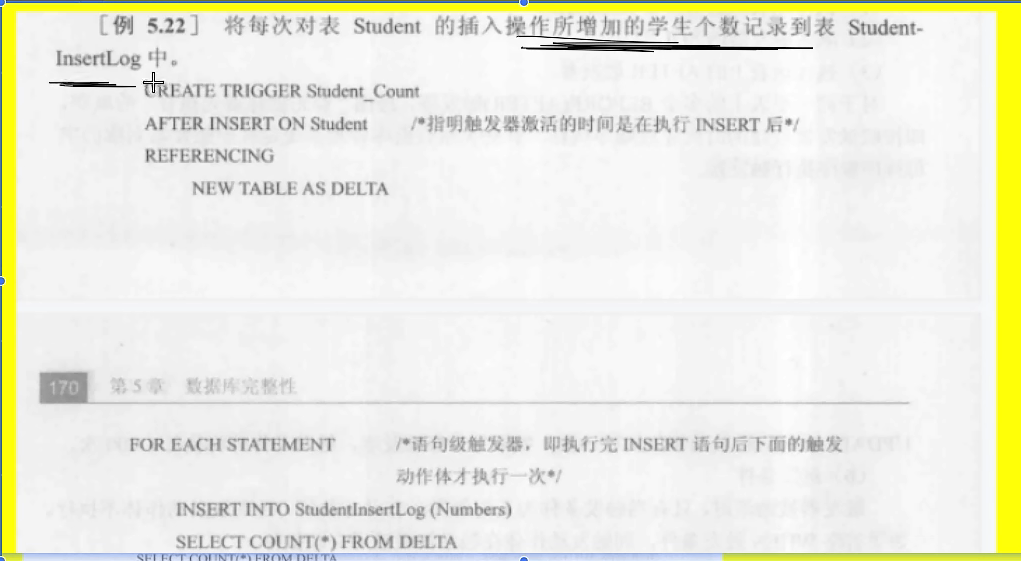 ［例 5.22］ 将每次对表 Student 的插入操作所增加的学生个数记录到表 Student-
InsertLog 中。
CREATE TRIGGER Student_Count
AFTER INSERT ON Student /*指明触发器激活的时间是在执行 INSERT 后*/
REFERENCING
NEW TABLE AS DELTA
170 第 5 章 数据库完整性
FOR EACH STATEMENT /*语句级触发器，即执行完 INSERT 语句后下面的触发
动作体才执行一次*/
INSERT INTO StudentInsertLog (Numbers)
SELECT COUNT(*) FROM DELTA
SELECT COUNT(*) FROM DELTA